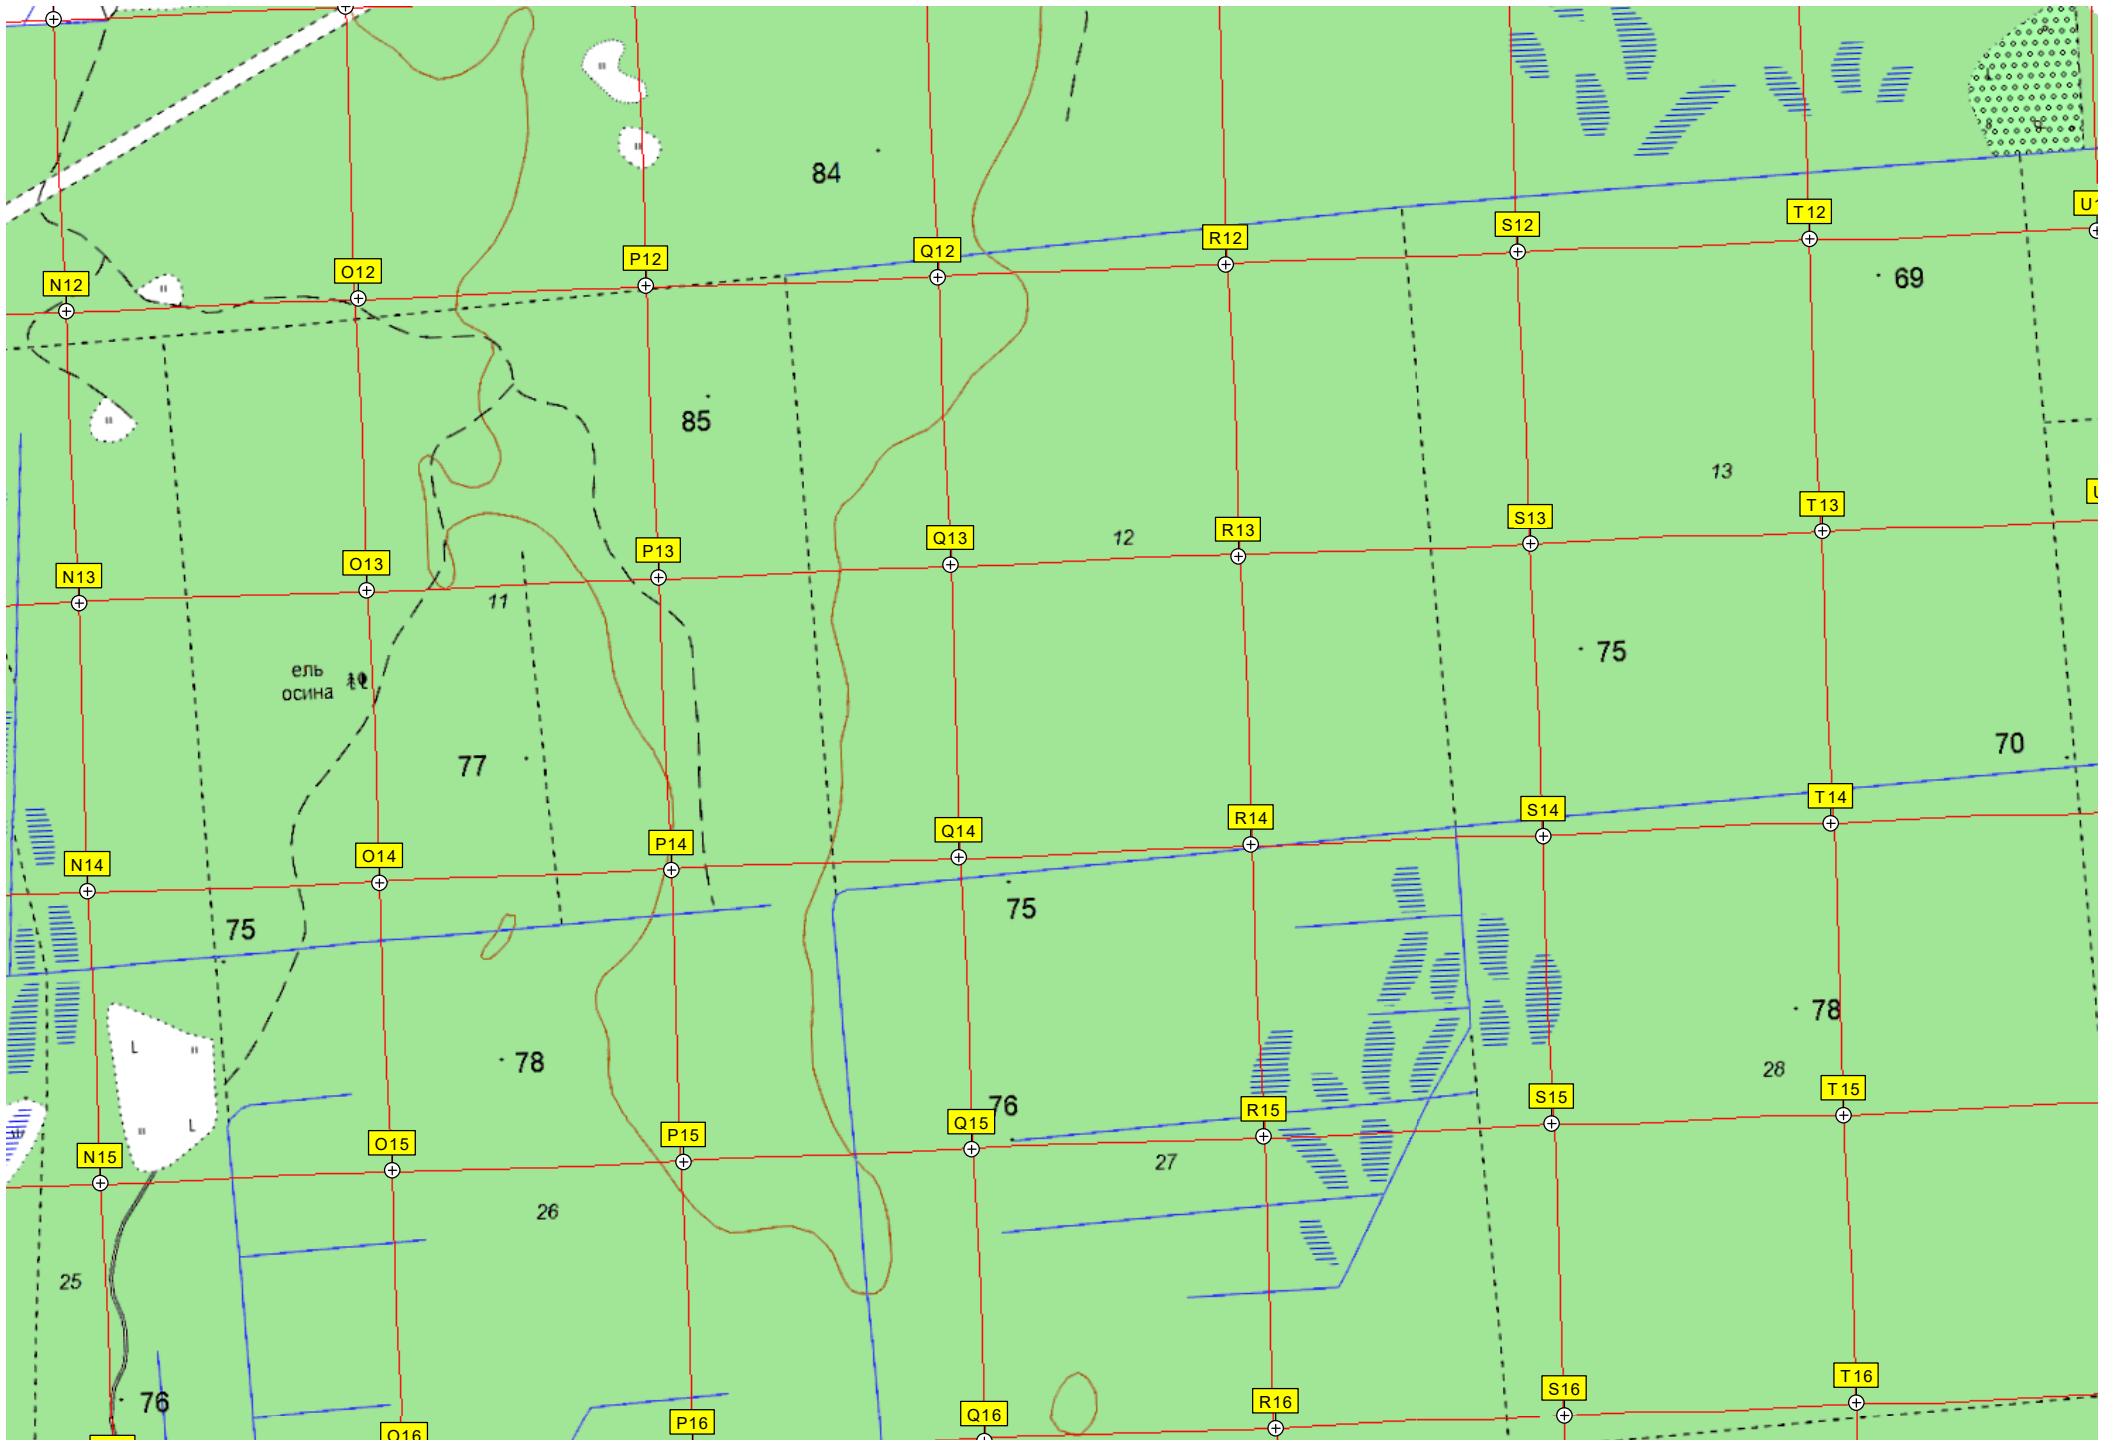 84
R12
S12
T12
Q12
P12
O12
N12
69
85
13
T13
S13
R13
12
Q13
P13
O13
N13
11
75
ель
осина
77
70
T14
S14
R14
Q14
P14
O14
N14
75
75
78
78
L
28
T15
S15
R15
76
Q15
L
P15
O15
N15
27
26
25
T16
S16
R16
76
Q16
P16
O16